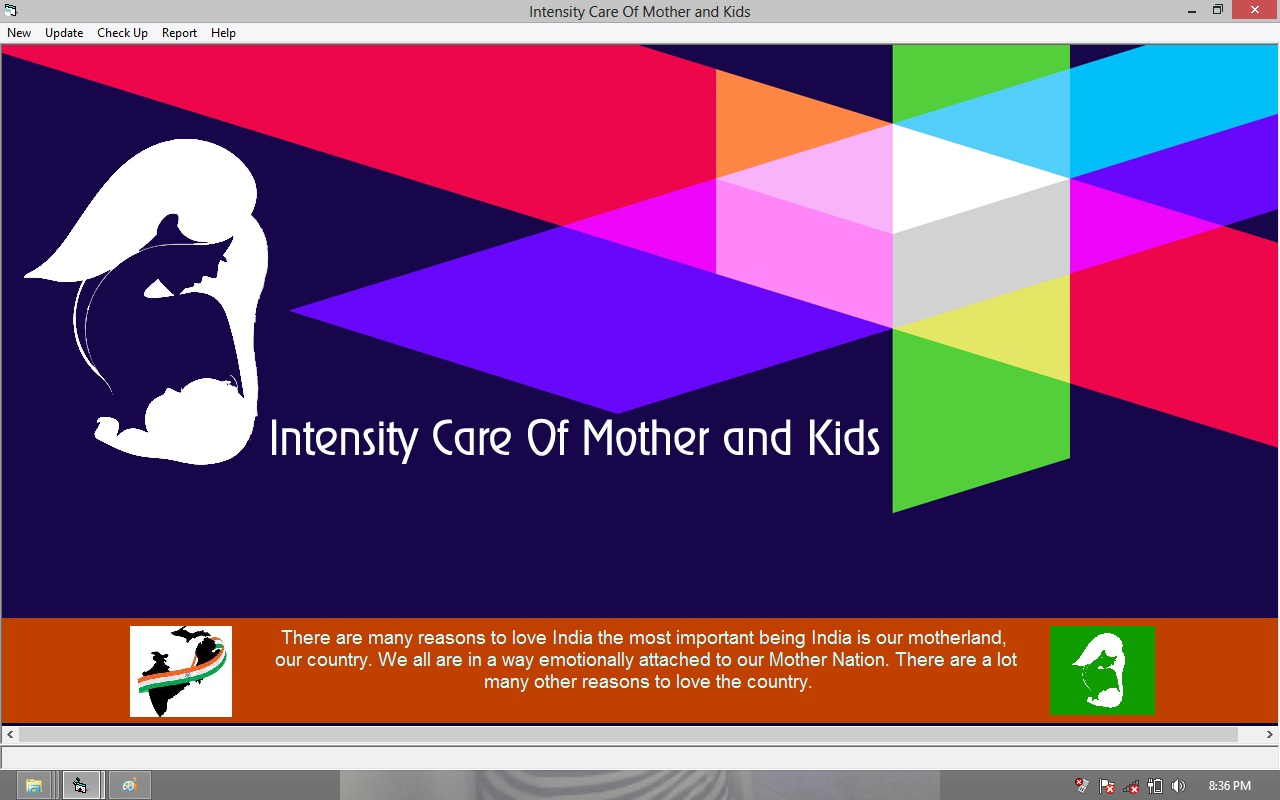 Intensity Care Of Mother and Kids
New Update Check Up Report Help
Intensity Care Of Mother and Kids
There are many reasons to love India the most important being India is our motherland,
our country. We all are in a way emotionally attached to our Mother Nation. There are a lot
many other reasons to love the country.
8:36 PM